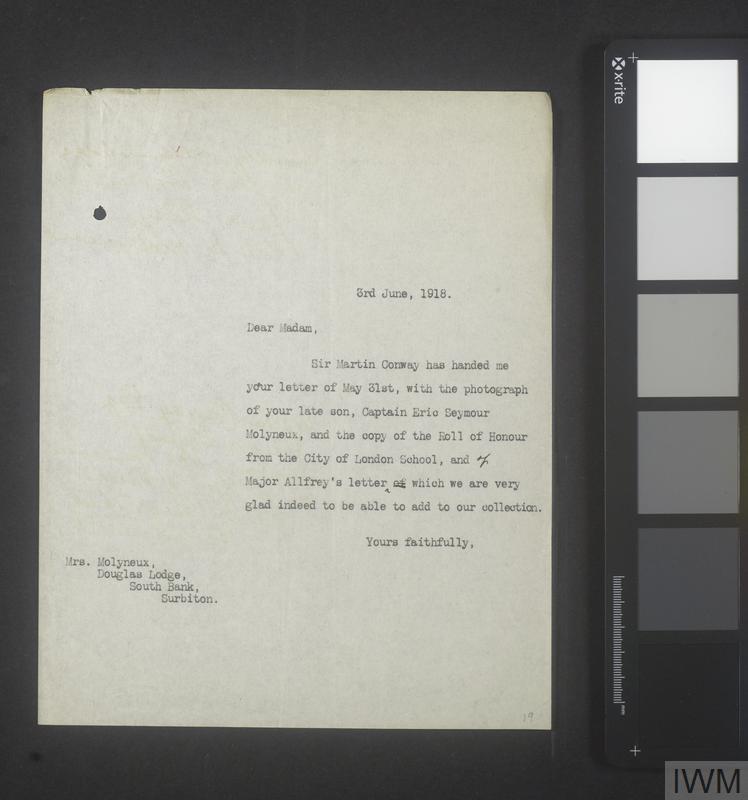 3rd June, 1918.
Dear Madam,
Sir Martin Conway has handed me
your letter of May 31st, with the photograph
of your late son, Captain Eric Seymour
Molyneux, and the copy of the Roll of Honour
from the City of London School, and of
Major Allfrey's letter of which we are very
glad indeed to be able to add to our collection.
Yours faithfully,
Mrs. Molyneux,
Douglas Lodge,
South Bank,
Surbiton.
19
x-rite
mm
IWM